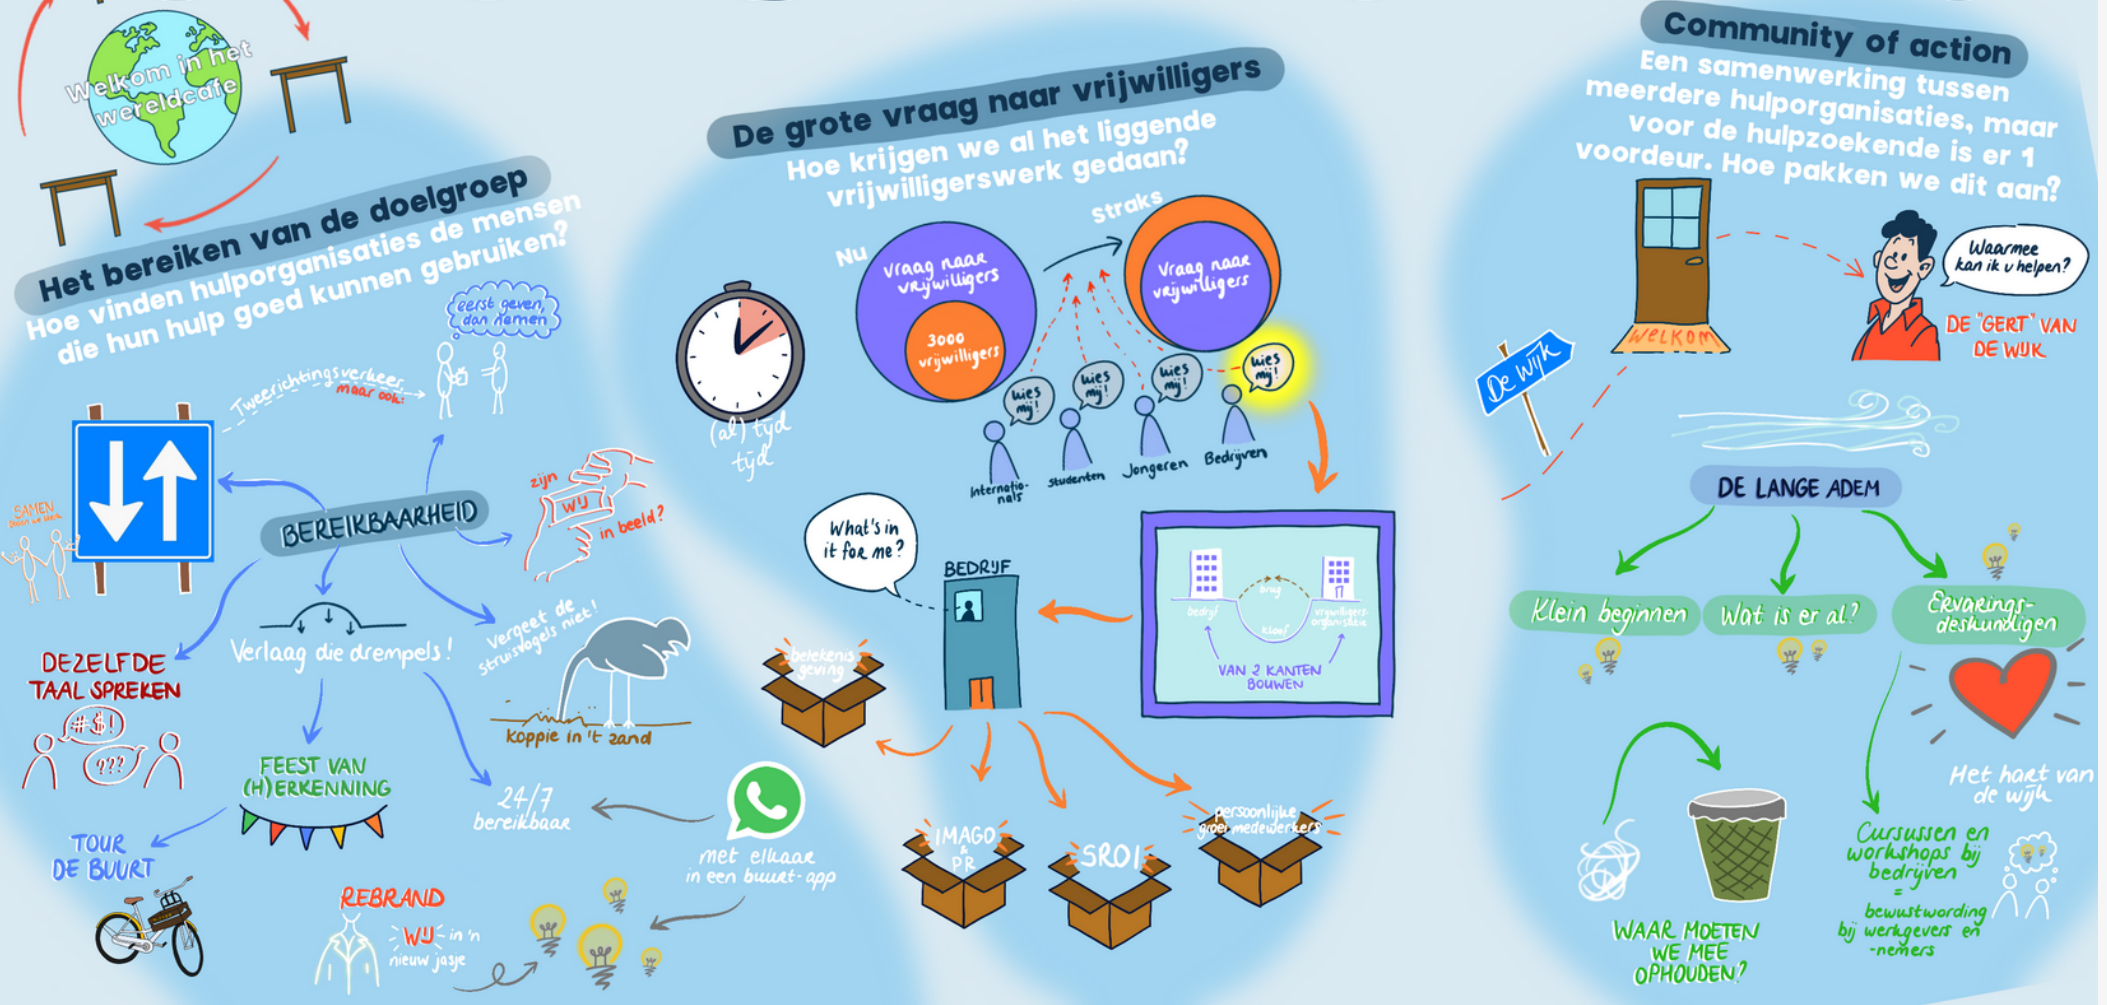 Welkom in het
wereldcafe
Het bereiken van de doelgroep
Hoe vinden hulporganisaties de mensen
die hun hulp goed kunnen gebruiken?
eerst geven,
dan nemen
Tweerichtingsverkeer
maar ook:
SAMEN
BEREIKBAARHEID
zijn
WIJ
in beeld?
DEZELFDE
TAAL SPREKEN
#$!
???
Verlaag die drempels!
Vergeet de
struisvogels niet!
koppie in 't zand
FEEST VAN
(H)ERKENNING
TOUR
DE BUURT
24/7
bereikbaar
met elkaar
in een buurt-app
REBRAND
WIJ in 'n
nieuw jasje
De grote vraag naar vrijwilligers
Hoe krijgen we al het liggende
vrijwilligerswerk gedaan?
(al) tijd
tijd
Nu
vraag naar
vrijwilligers
3000
vrijwilligers
straks
vraag naar
vrijwilligers
kies
mij!
kies
mij!
kies
mij!
kies
mij!
Internatio-
nals
studenten
Jongeren
Bedrijven
What's in
it for me?
BEDRIJF
bedrijf
brug
kloof
vrijwilligers-
organisatie
VAN 2 KANTEN
BOUWEN
betekenis
geving
IMAGO
&
PR
SROI
persoonlijke
groei medewerkers
Community of action
Een samenwerking tussen
meerdere hulporganisaties, maar
voor de hulpzoekende is er 1
voordeur. Hoe pakken we dit aan?
WELKOM
Waarmee
kan ik u helpen?
DE "GERT" VAN
DE WIJK
De Wijk
DE LANGE ADEM
Klein beginnen
Wat is er al?
Ervarings-
deskundigen
Het hart van
de wijk
WAAR MOETEN
WE MEE
OPHOUDEN?
Cursussen en
workshops bij
bedrijven
=
bewustwording
bij werkgevers en
-nemers